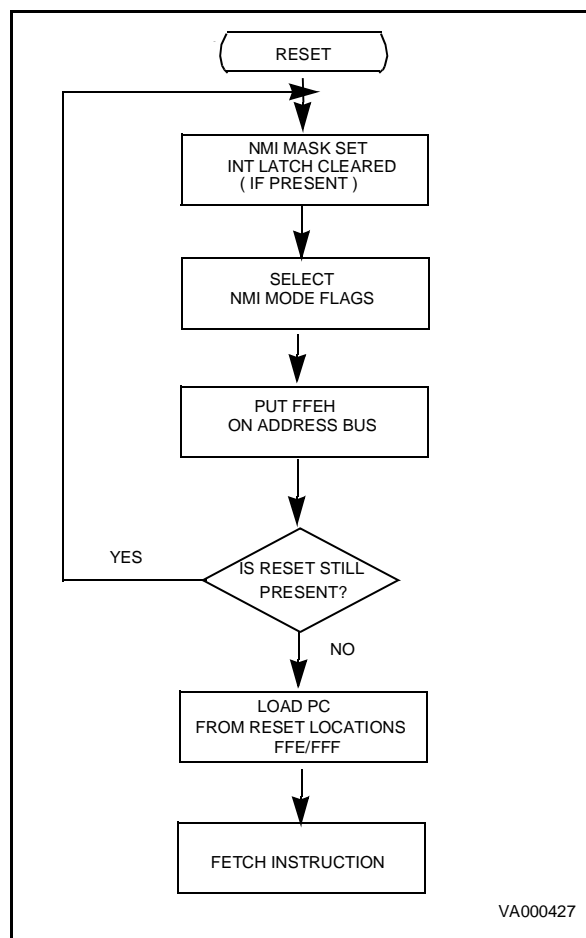 RESET
NMI MASK SET
INT LATCH CLEARED
( IF PRESENT )
SELECT
NMI MODE FLAGS
PUT FFEH
ON ADDRESS BUS
YES
IS RESET STILL
PRESENT?
NO
LOAD PC
FROM RESET LOCATIONS
FFE/FFF
FETCH INSTRUCTION
VA000427